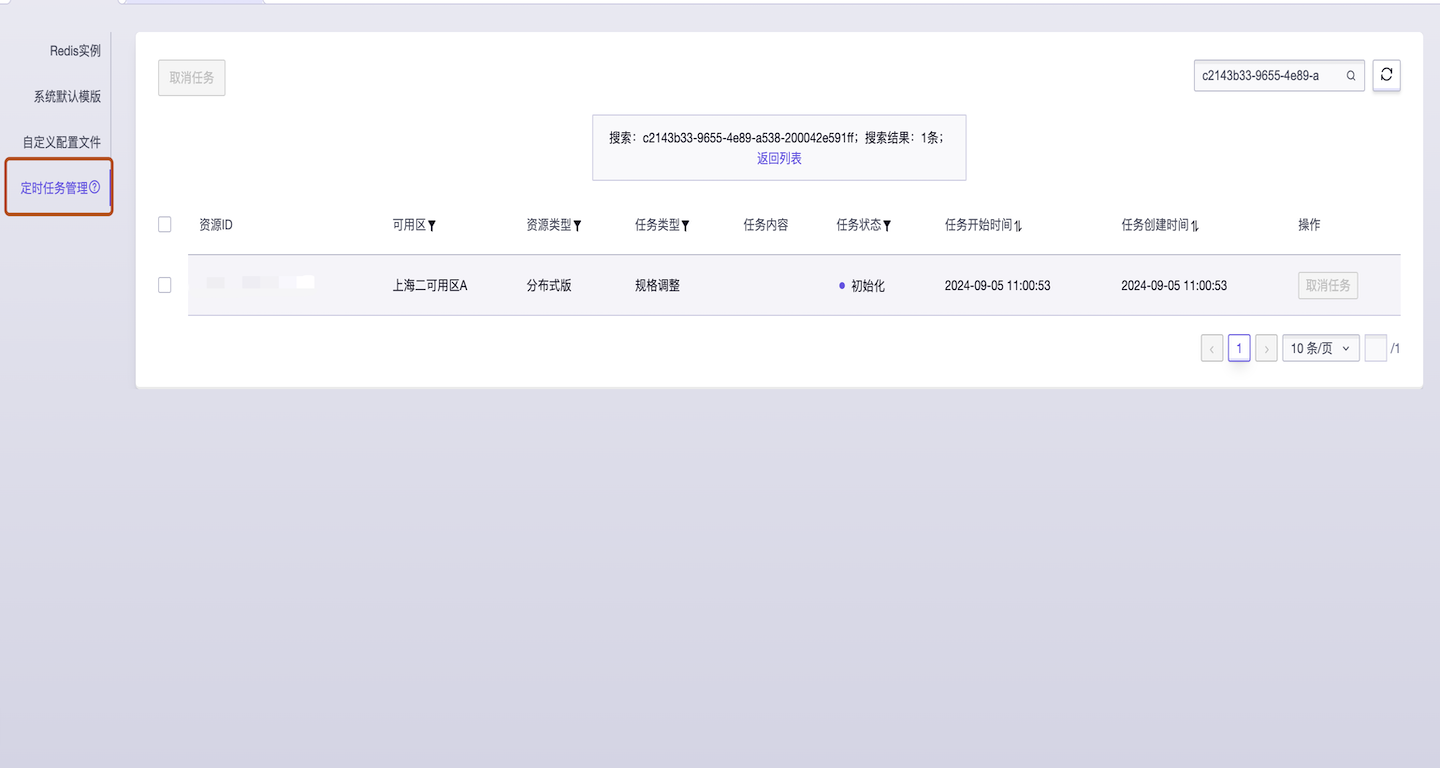 Redis实例
系统默认模版
自定义配置文件
定时任务管理?
取消任务
c2143b33-9655-4e89-a
搜索：c2143b33-9655-4e89-a538-200042e591ff；搜索结果：1条；
返回列表
资源ID 可用区 资源类型 任务类型 任务内容 任务状态 任务开始时间 任务创建时间 操作
上海二可用区A 分布式版 规格调整 初始化 2024-09-05 11:00:53 2024-09-05 11:00:53 取消任务
‹ 1 › 10 条/页 /1